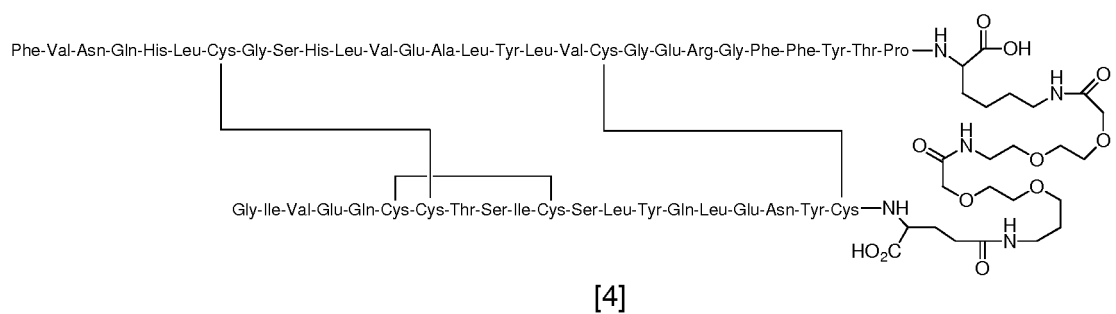 Phe-Val-Asn-Gln-His-Leu-Cys-Gly-Ser-His-Leu-Val-Glu-Ala-Leu-Tyr-Leu-Val-Cys-Gly-Glu-Arg-Gly-Phe-Phe-Tyr-Thr-Pro
H
N
O
OH
N
H
O
O
H
N
O
O
O
O
Gly-Ile-Val-Glu-Gln-Cys-Cys-Thr-Ser-Ile-Cys-Ser-Leu-Tyr-Gln-Leu-Glu-Asn-Tyr-Cys
NH
HO2C
O
N
H
[4]